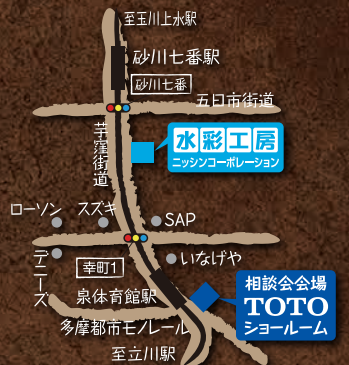 至玉川上水駅
砂川七番駅
砂川七番
五日市街道
芋窪街道
水彩工房
ニッシンコーポレーション
ローソン
スズキ
SAP
デニーズ
幸町1
いなげや
泉体育館駅
相談会会場
TOTO
ショールーム
多摩都市モノレール
至立川駅